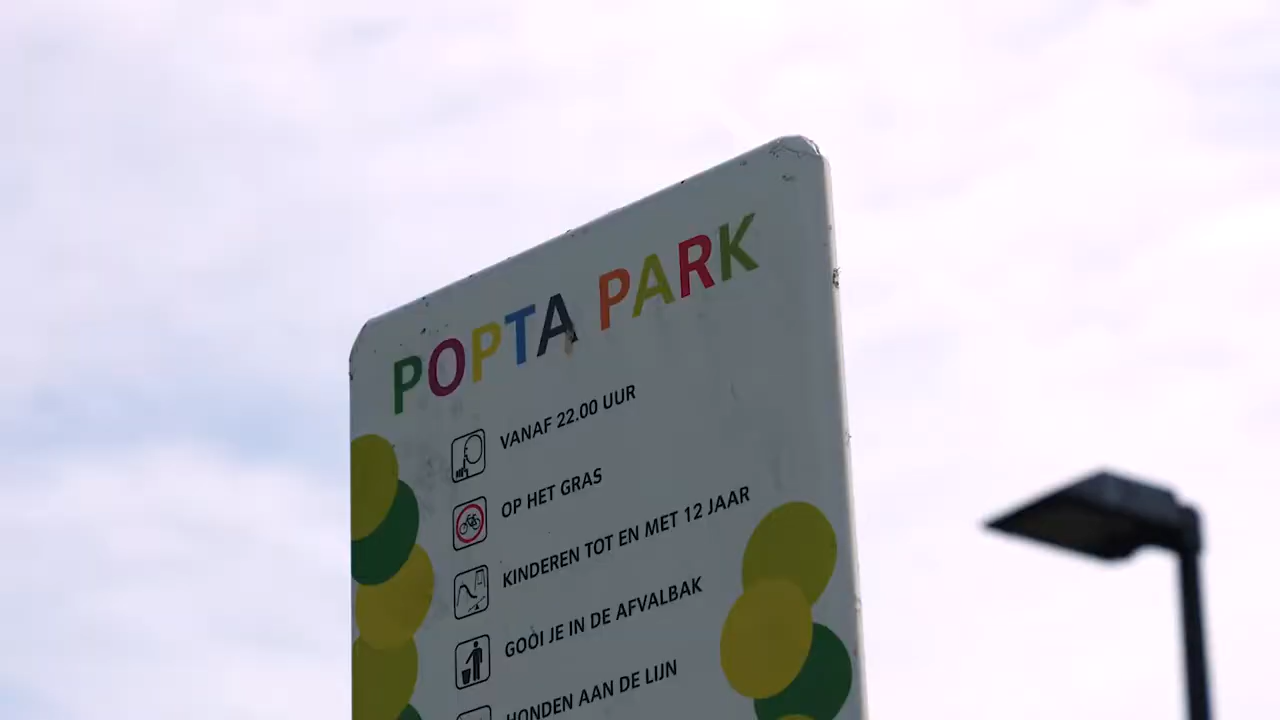 POPTA PARK
VANAF 22.00 UUR
OP HET GRAS
KINDEREN TOT EN MET 12 JAAR
GOOI JE IN DE AFVALBAK
HONDEN AAN DE LIJN